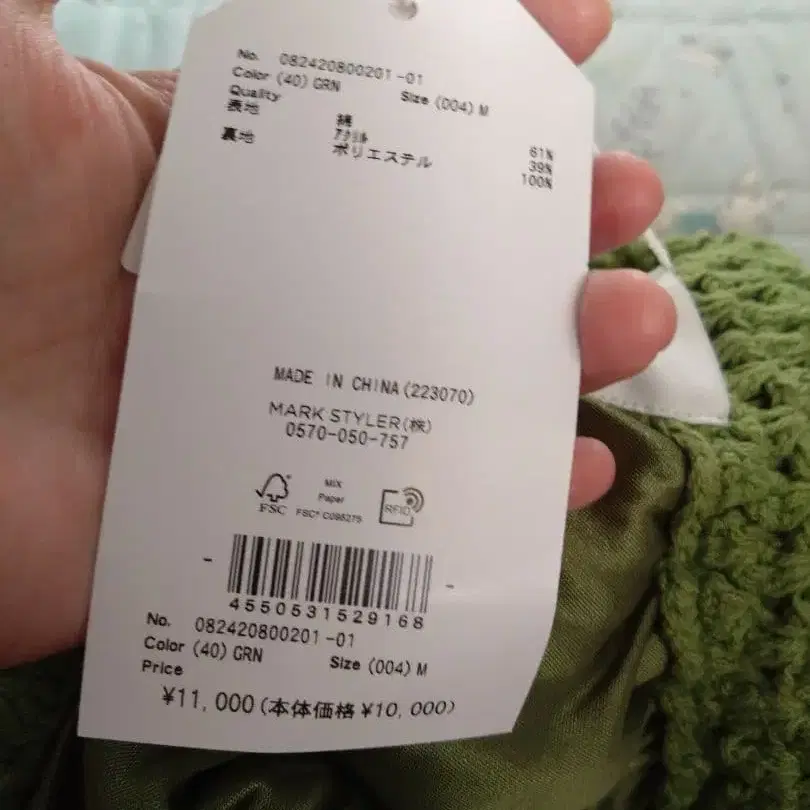 No. 082420800201-01
Color (40) GRN Size (004) M
Quality
表地 綿 61%
アクリル 39%
裏地 ポリエステル 100%
MADE IN CHINA(223070)
MARK STYLER(株)
0570-050-757
FSC MIX Paper FSC® C095275 RFID
4550531529168
No. 082420800201-01
Color (40) GRN Size (004) M
Price
¥11,000(本体価格¥10,000)